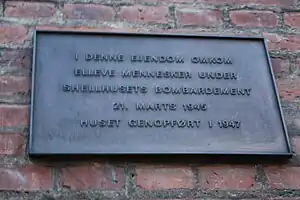 I DENNE EJENDOM OMKOM
ELLEVE MENNESKER UNDER
SHELLHUSETS BOMBARDEMENT
21. MARTS 1945
HUSET GENOPFØRT I 1947